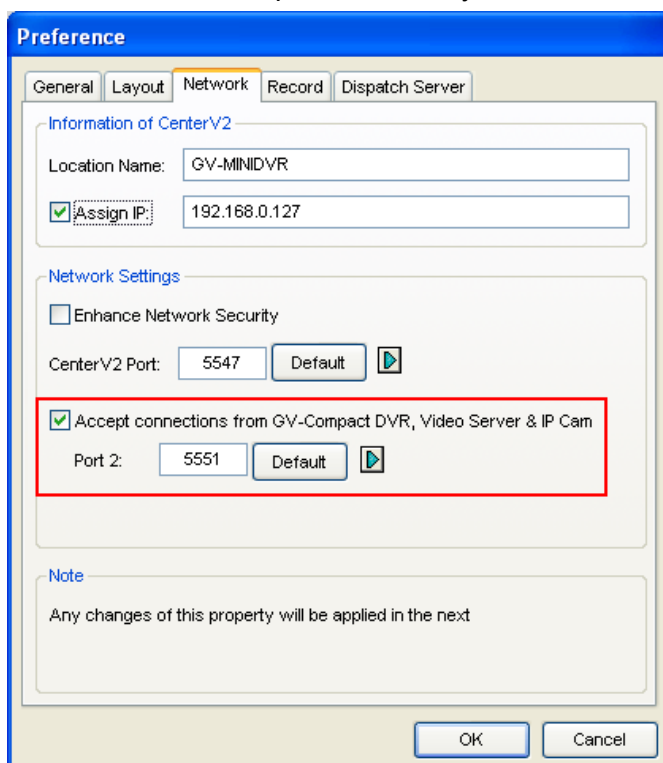 Preference
General Layout Network Record Dispatch Server
Information of CenterV2
Location Name: GV-MINIDVR
Assign IP: 192.168.0.127
Network Settings
Enhance Network Security
CenterV2 Port: 5547 Default
Accept connections from GV-Compact DVR, Video Server & IP Cam
Port 2: 5551 Default
Note
Any changes of this property will be applied in the next
OK Cancel